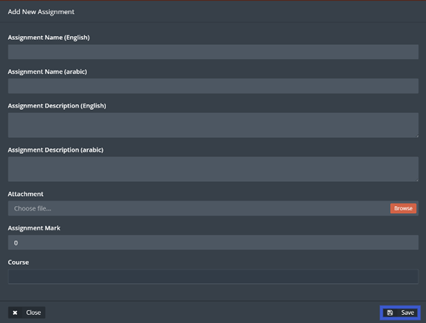 Add New Assignment
Assignment Name (English)
Assignment Name (arabic)
Assignment Description (English)
Assignment Description (arabic)
Attachment
Choose file... Browse
Assignment Mark
0
Course
Close Save